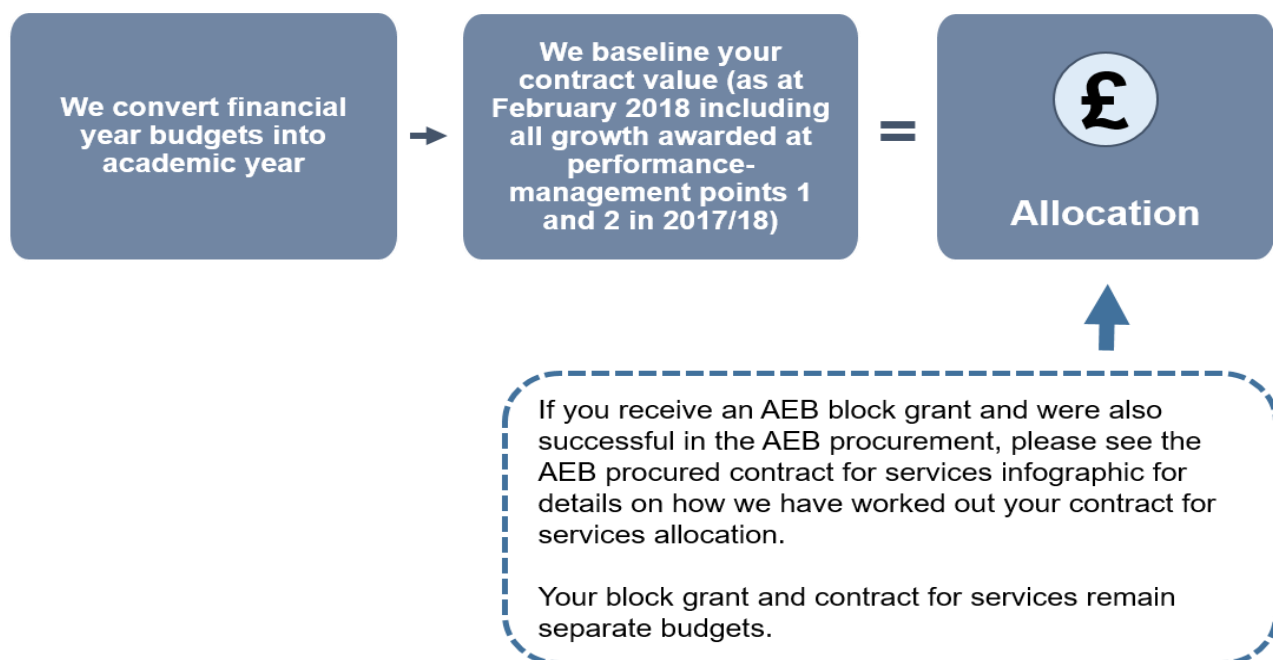 We convert financial
year budgets into
academic year
We baseline your
contract value (as at
February 2018 including
all growth awarded at
performance-
management points 1
and 2 in 2017/18)
=
£
Allocation
If you receive an AEB block grant and were also
successful in the AEB procurement, please see the
AEB procured contract for services infographic for
details on how we have worked out your contract for
services allocation.
Your block grant and contract for services remain
separate budgets.